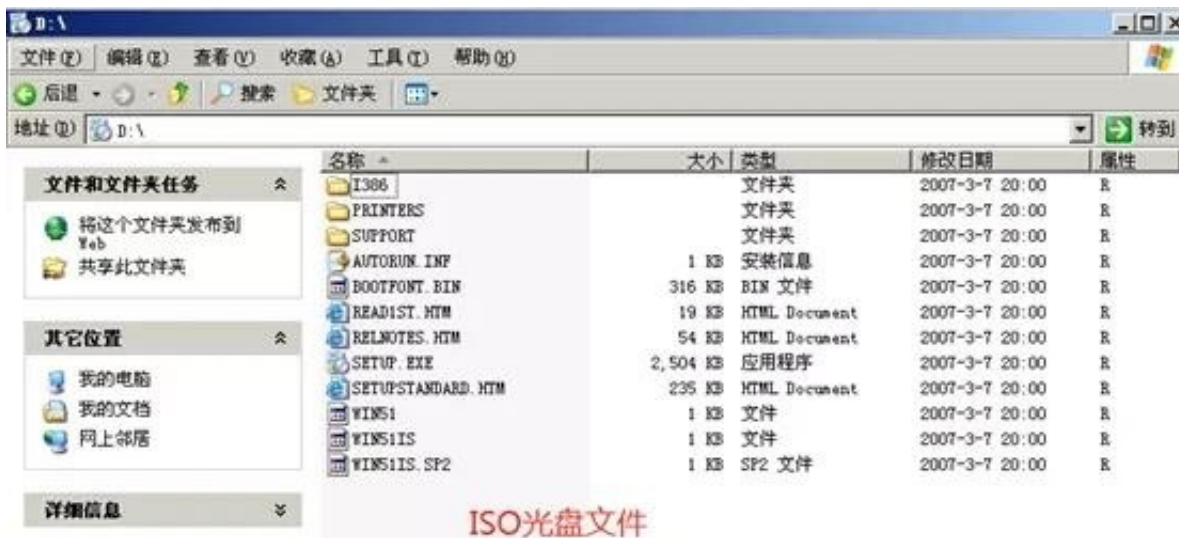 D:\
文件(F) 编辑(E) 查看(V) 收藏(A) 工具(T) 帮助(H)
后退 搜索 文件夹
地址(D) D:\ 转到
文件和文件夹任务
将这个文件夹发布到
Web
共享此文件夹
其它位置
我的电脑
我的文档
网上邻居
详细信息
名称 大小 类型 修改日期 属性
I386 文件夹 2007-3-7 20:00 R
PRINTERS 文件夹 2007-3-7 20:00 R
SUPPORT 文件夹 2007-3-7 20:00 R
AUTORUN.INF 1 KB 安装信息 2007-3-7 20:00 R
BOOTFONT.BIN 316 KB BIN 文件 2007-3-7 20:00 R
READ1ST.HTM 19 KB HTML Document 2007-3-7 20:00 R
RELNOTES.HTM 54 KB HTML Document 2007-3-7 20:00 R
SETUP.EXE 2,504 KB 应用程序 2007-3-7 20:00 R
SETUPSTANDARD.HTM 235 KB HTML Document 2007-3-7 20:00 R
WIN51 1 KB 文件 2007-3-7 20:00 R
WIN51IS 1 KB 文件 2007-3-7 20:00 R
WIN51IS.SP2 1 KB SP2 文件 2007-3-7 20:00 R
ISO光盘文件